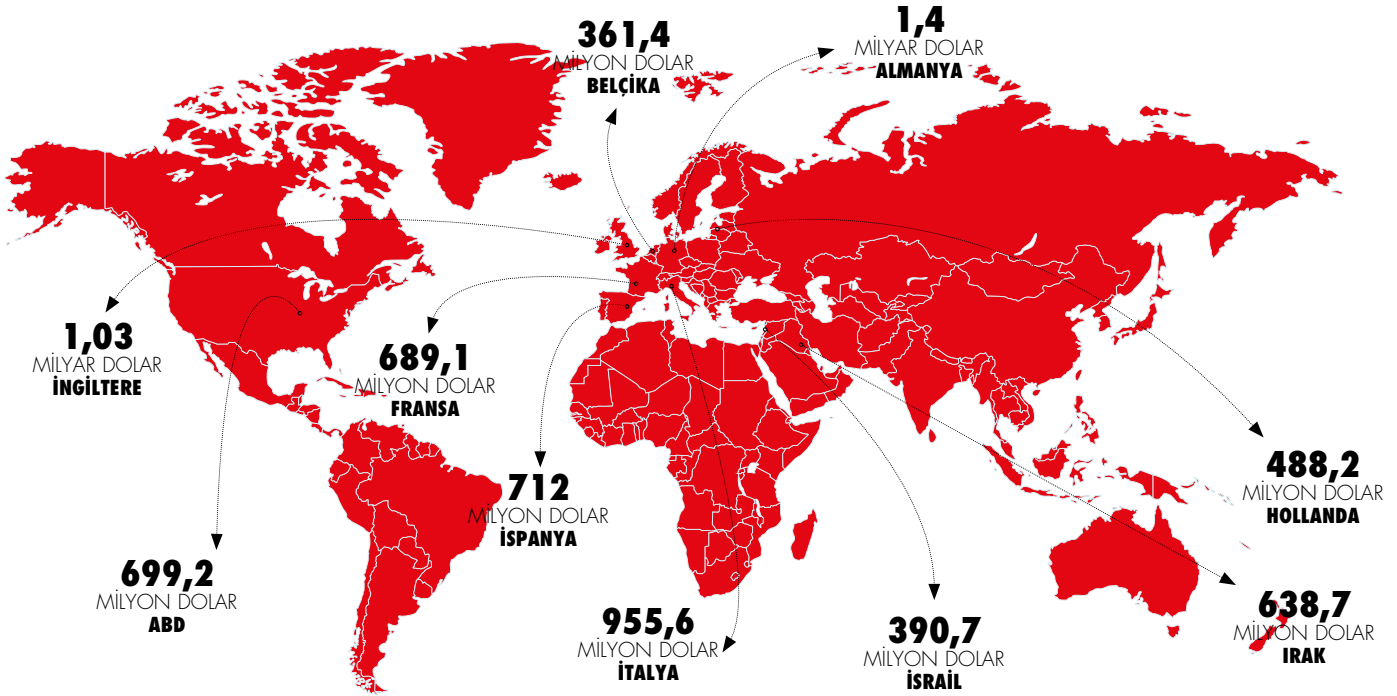 361,4
MİLYON DOLAR
BELÇİKA
1,4
MİLYAR DOLAR
ALMANYA
1,03
MİLYAR DOLAR
İNGİLTERE
689,1
MİLYON DOLAR
FRANSA
712
MİLYON DOLAR
İSPANYA
488,2
MİLYON DOLAR
HOLLANDA
699,2
MİLYON DOLAR
ABD
955,6
MİLYON DOLAR
İTALYA
390,7
MİLYON DOLAR
İSRAİL
638,7
MİLYON DOLAR
IRAK